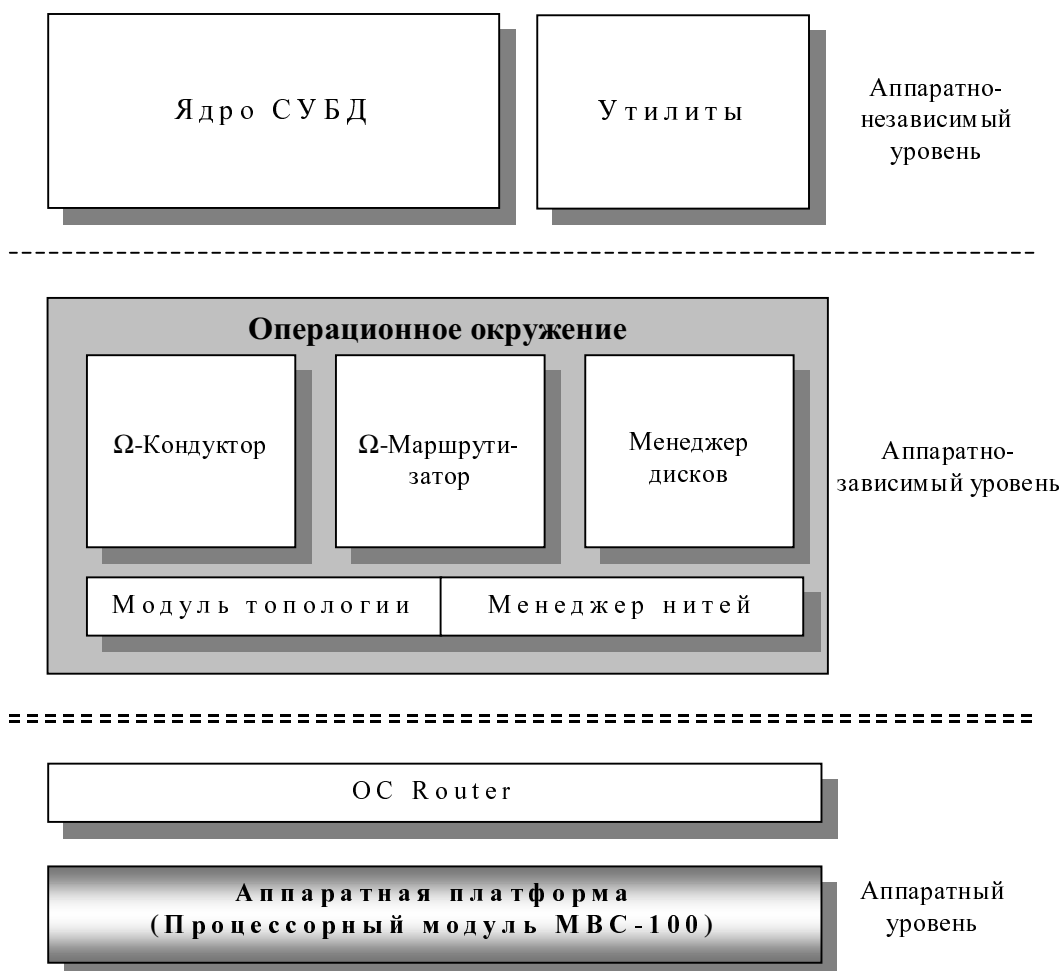 Ядро СУБД
Утилиты
Аппаратно-
независимый
уровень
Операционное окружение
Ω-Кондуктор
Ω-Маршрути-
затор
Менеджер
дисков
Аппаратно-
зависимый уровень
Модуль топологии
Менеджер нитей
ОС Router
Аппаратная платформа
(Процессорный модуль МВС-100)
Аппаратный
уровень